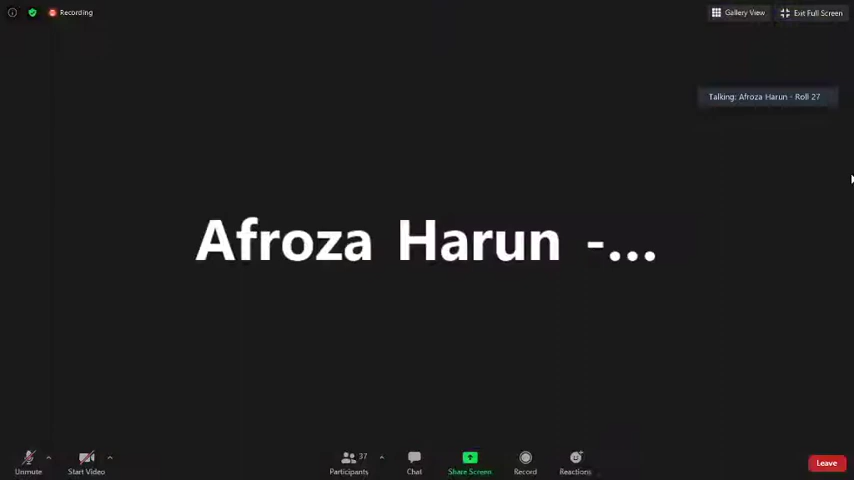 Recording
Gallery View
Exit Full Screen
Talking: Afroza Harun - Roll 27
Afroza Harun -...
37
Unmute
Start Video
Participants
Chat
Share Screen
Record
Reactions
Leave